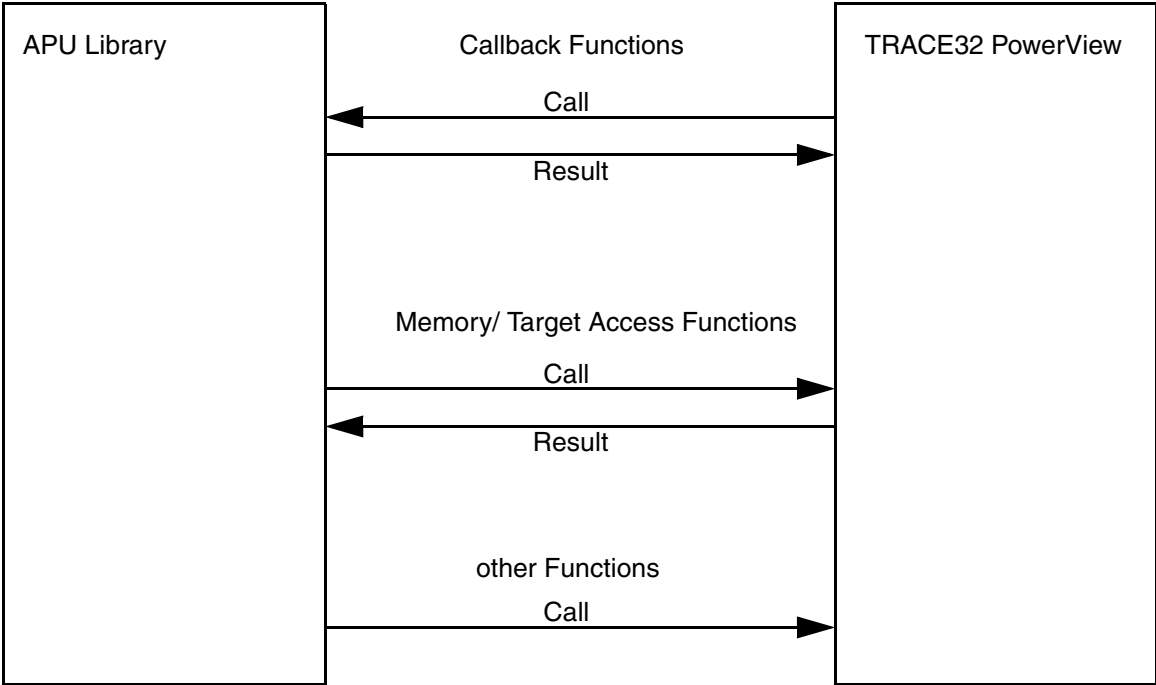 APU Library
Callback Functions
TRACE32 PowerView
Call
Result
Memory/ Target Access Functions
Call
Result
other Functions
Call